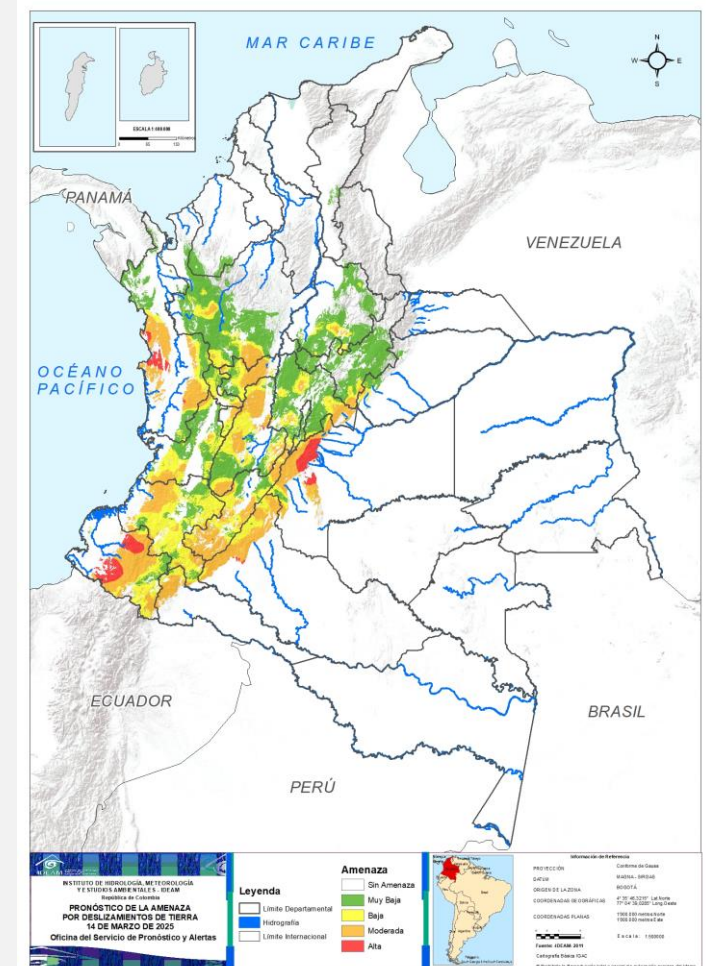 MAR CARIBE
N
W
E
S
PANAMÁ
VENEZUELA
OCÉANO
PACÍFICO
ECUADOR
BRASIL
PERÚ
IDEAM
INSTITUTO DE HIDROLOGÍA, METEOROLOGÍA
Y ESTUDIOS AMBIENTALES - IDEAM
República de Colombia
PRONÓSTICO DE LA AMENAZA
POR DESLIZAMIENTOS DE TIERRA
14 DE MARZO DE 2025
Oficina del Servicio de Pronóstico y Alertas
Leyenda
Límite Departamental
Hidrografía
Límite Internacional
Amenaza
Sin Amenaza
Muy Baja
Baja
Moderada
Alta
Información de Referencia
PROYECCIÓN
Conforme de Gauss
DATUM
MAGNA - SIRGAS
ORIGEN DE LA ZONA
BOGOTÁ
COORDENADAS GEOGRÁFICAS
COORDENADAS PLANAS
Fuente: IDEAM 2011
Cartografía Básica IGAC